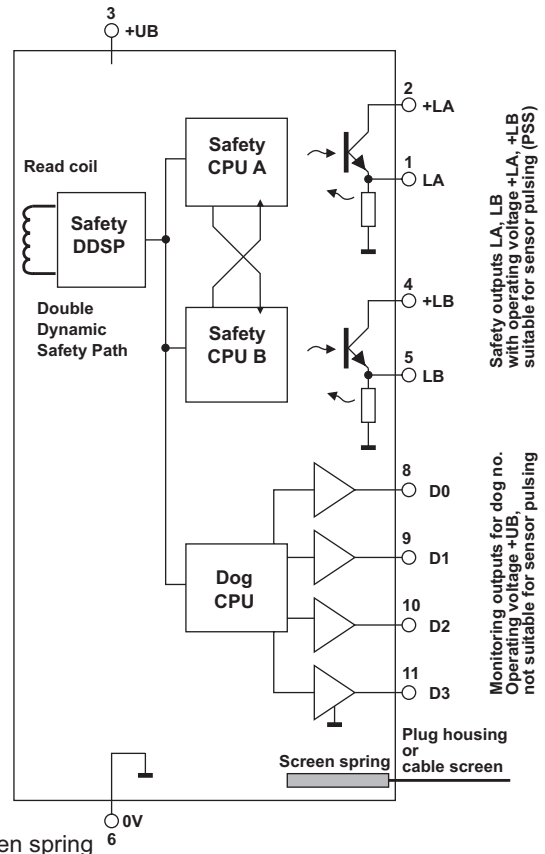 3
+UB
2
+LA
Safety
CPU A
Read coil
1
LA
Safety
DDSP
Safety outputs LA, LB
with operating voltage +LA, +LB
suitable for sensor pulsing (PSS)
4
+LB
Double
Dynamic
Safety Path
Safety
CPU B
5
LB
8
D0
9
D1
Dog
CPU
10
D2
11
D3
Monitoring outputs for dog no.
Operating voltage +UB,
not suitable for sensor pulsing
Plug housing
or
cable screen
Screen spring
0V
6
en spring